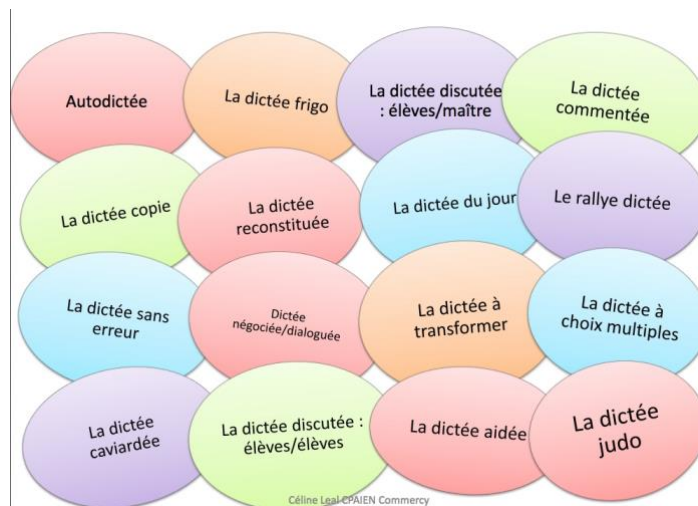 Autodictée
La dictée frigo
La dictée discutée
: élèves/maître
La dictée
commentée
La dictée copie
La dictée
reconstituée
La dictée du jour
Le rallye dictée
La dictée sans
erreur
Dictée
négociée/dialoguée
La dictée à
transformer
La dictée à
choix multiples
La dictée
caviardée
La dictée discutée :
élèves/élèves
La dictée aidée
La dictée
judo
Céline Leal CPAIEN Commercy